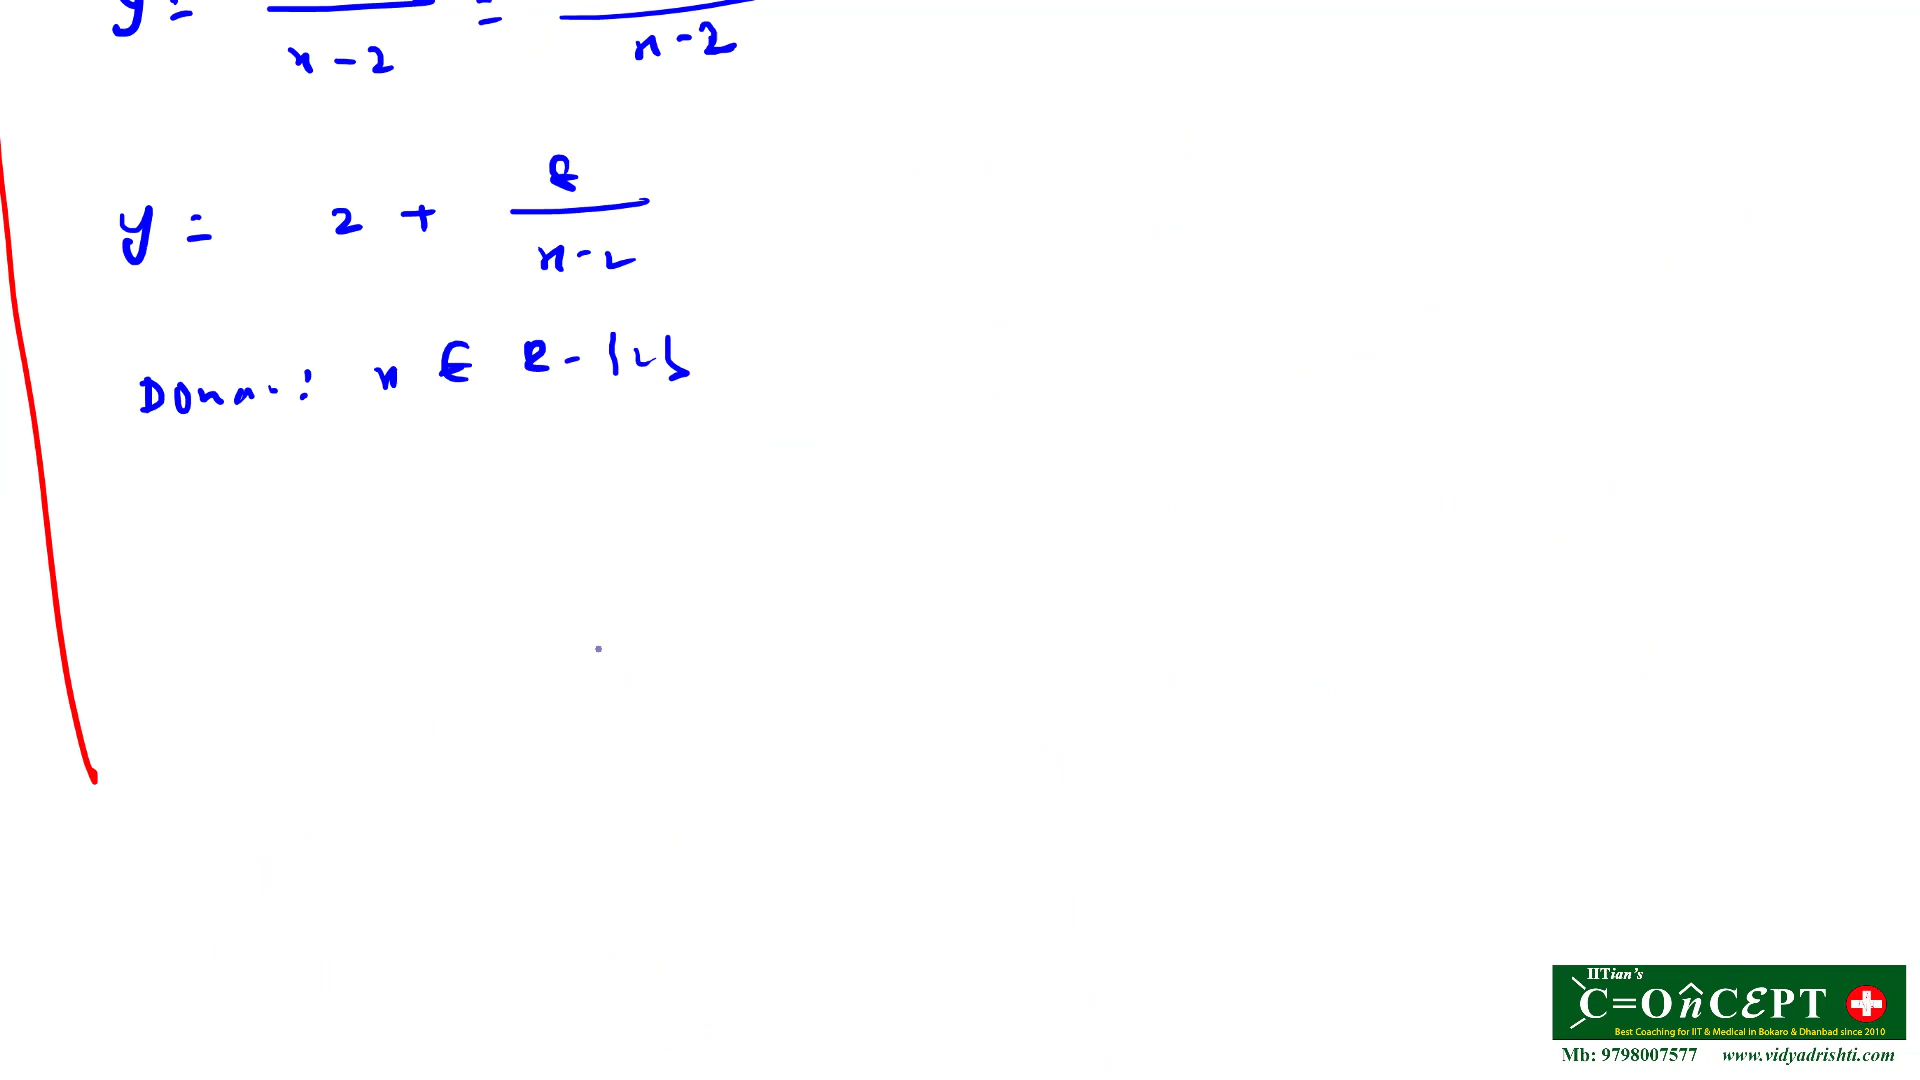 y =
x - 2 = x - 2
y = 2 + 8/(x-2)
Domain: x ∈ R - {2}
IITian's
C=OnCEPT
Best Coaching for IIT & Medical in Bokaro & Dhanbad since 2010
Mb: 9798007577 www.vidyadrishti.com